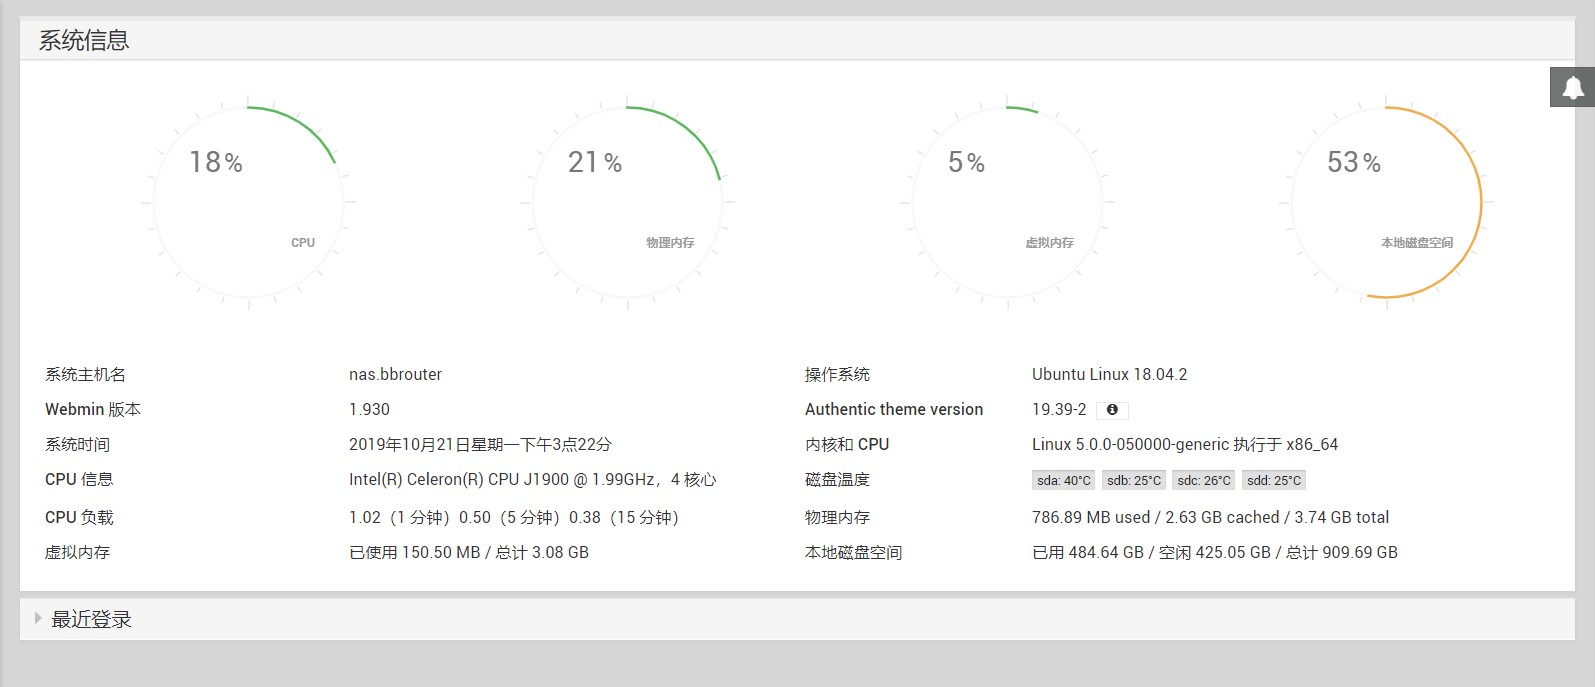 系统信息
18%
CPU
21%
物理内存
5%
虚拟内存
53%
本地磁盘空间
系统主机名 nas.bbrouter 操作系统 Ubuntu Linux 18.04.2
Webmin 版本 1.930 Authentic theme version 19.39-2
系统时间 2019年10月21日星期一下午3点22分 内核和 CPU Linux 5.0.0-050000-generic 执行于 x86_64
CPU 信息 Intel(R) Celeron(R) CPU J1900 @ 1.99GHz，4 核心 磁盘温度 sda: 40°C sdb: 25°C sdc: 26°C sdd: 25°C
CPU 负载 1.02（1 分钟）0.50（5 分钟）0.38（15 分钟） 物理内存 786.89 MB used / 2.63 GB cached / 3.74 GB total
虚拟内存 已使用 150.50 MB / 总计 3.08 GB 本地磁盘空间 已用 484.64 GB / 空闲 425.05 GB / 总计 909.69 GB
最近登录